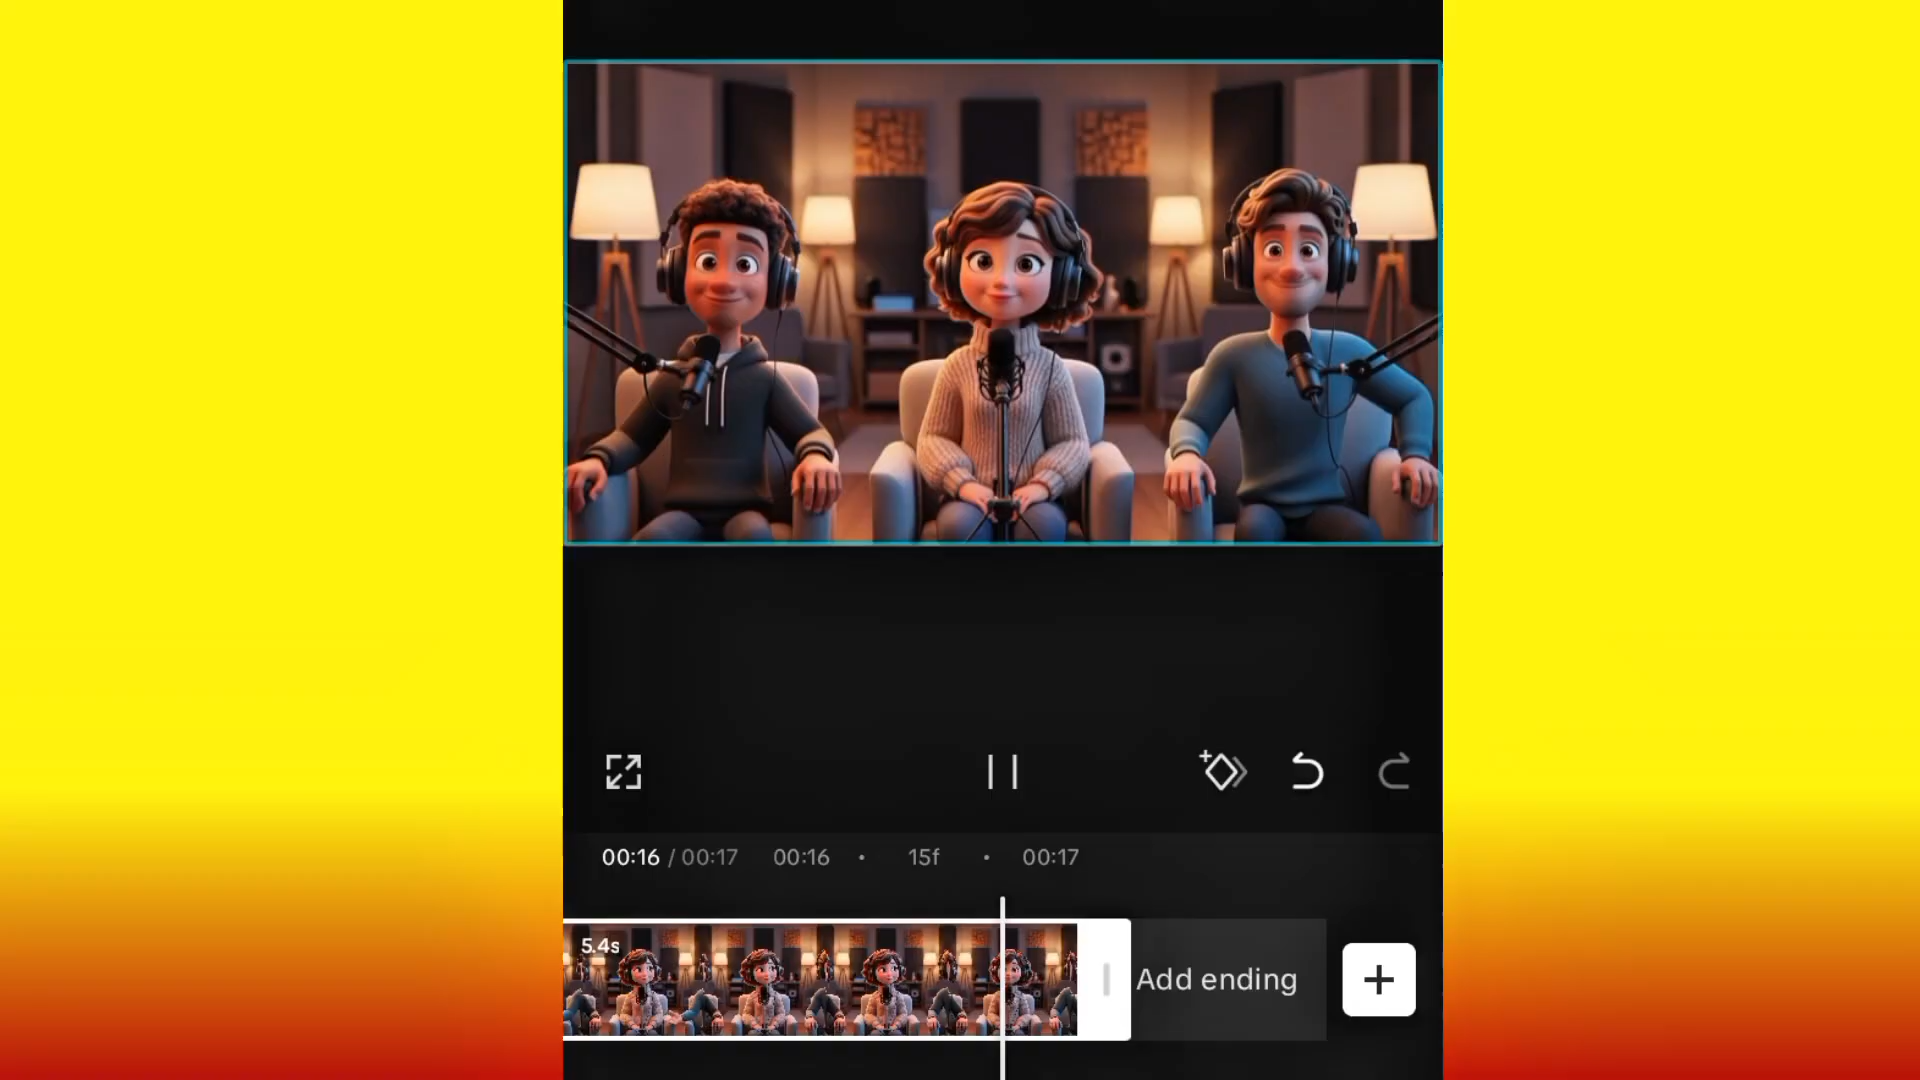 00:16 / 00:17 00:16 • 15f • 00:17
5.4s
Add ending